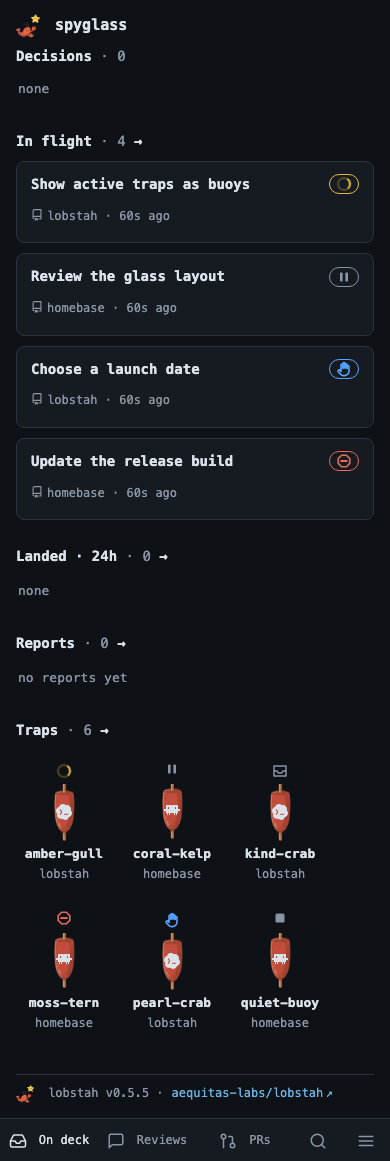 spyglass
Decisions · 0
none
In flight · 4 →
Show active traps as buoys
lobstah · 60s ago
Review the glass layout
homebase · 60s ago
Choose a launch date
lobstah · 60s ago
Update the release build
homebase · 60s ago
Landed · 24h · 0 →
none
Reports · 0 →
no reports yet
Traps · 6 →
amber-gull coral-kelp kind-crab
lobstah homebase lobstah
moss-tern pearl-crab quiet-buoy
homebase lobstah homebase
lobstah v0.5.5 · aequitas-labs/lobstah↗
On deck Reviews PRs